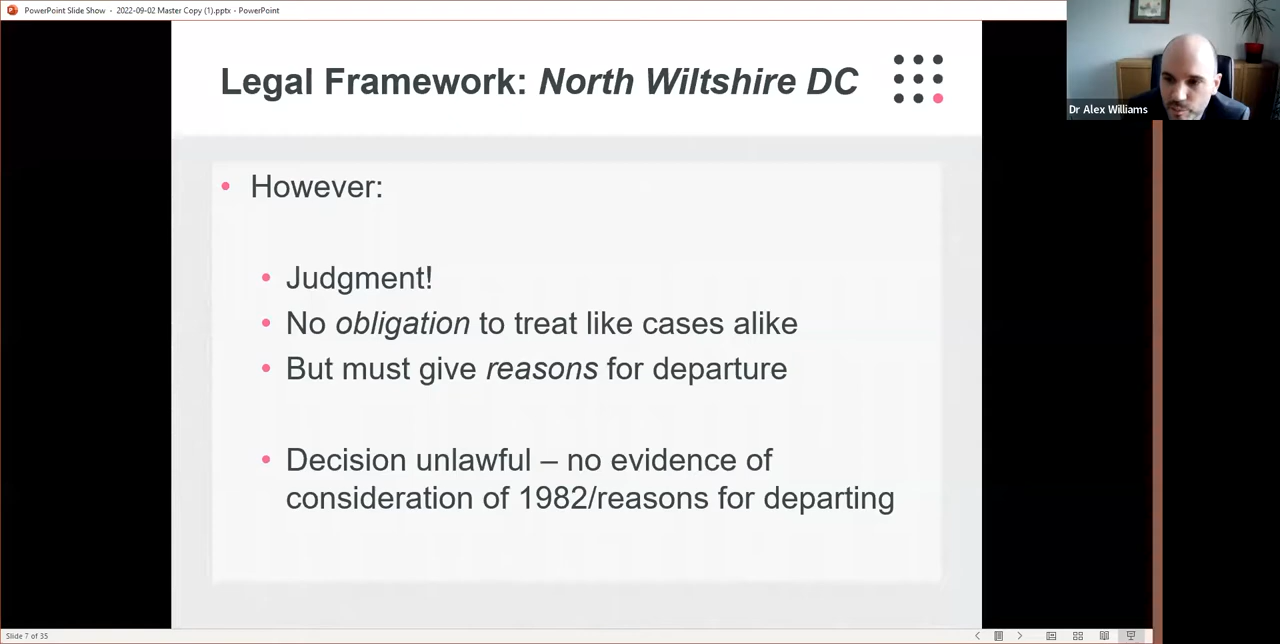 PowerPoint Slide Show - 2022-09-02 Master Copy (1).pptx - PowerPoint
Legal Framework: North Wiltshire DC
Dr Alex Williams
• However:
• Judgment!
• No obligation to treat like cases alike
• But must give reasons for departure
• Decision unlawful – no evidence of
consideration of 1982/reasons for departing
Slide 7 of 35